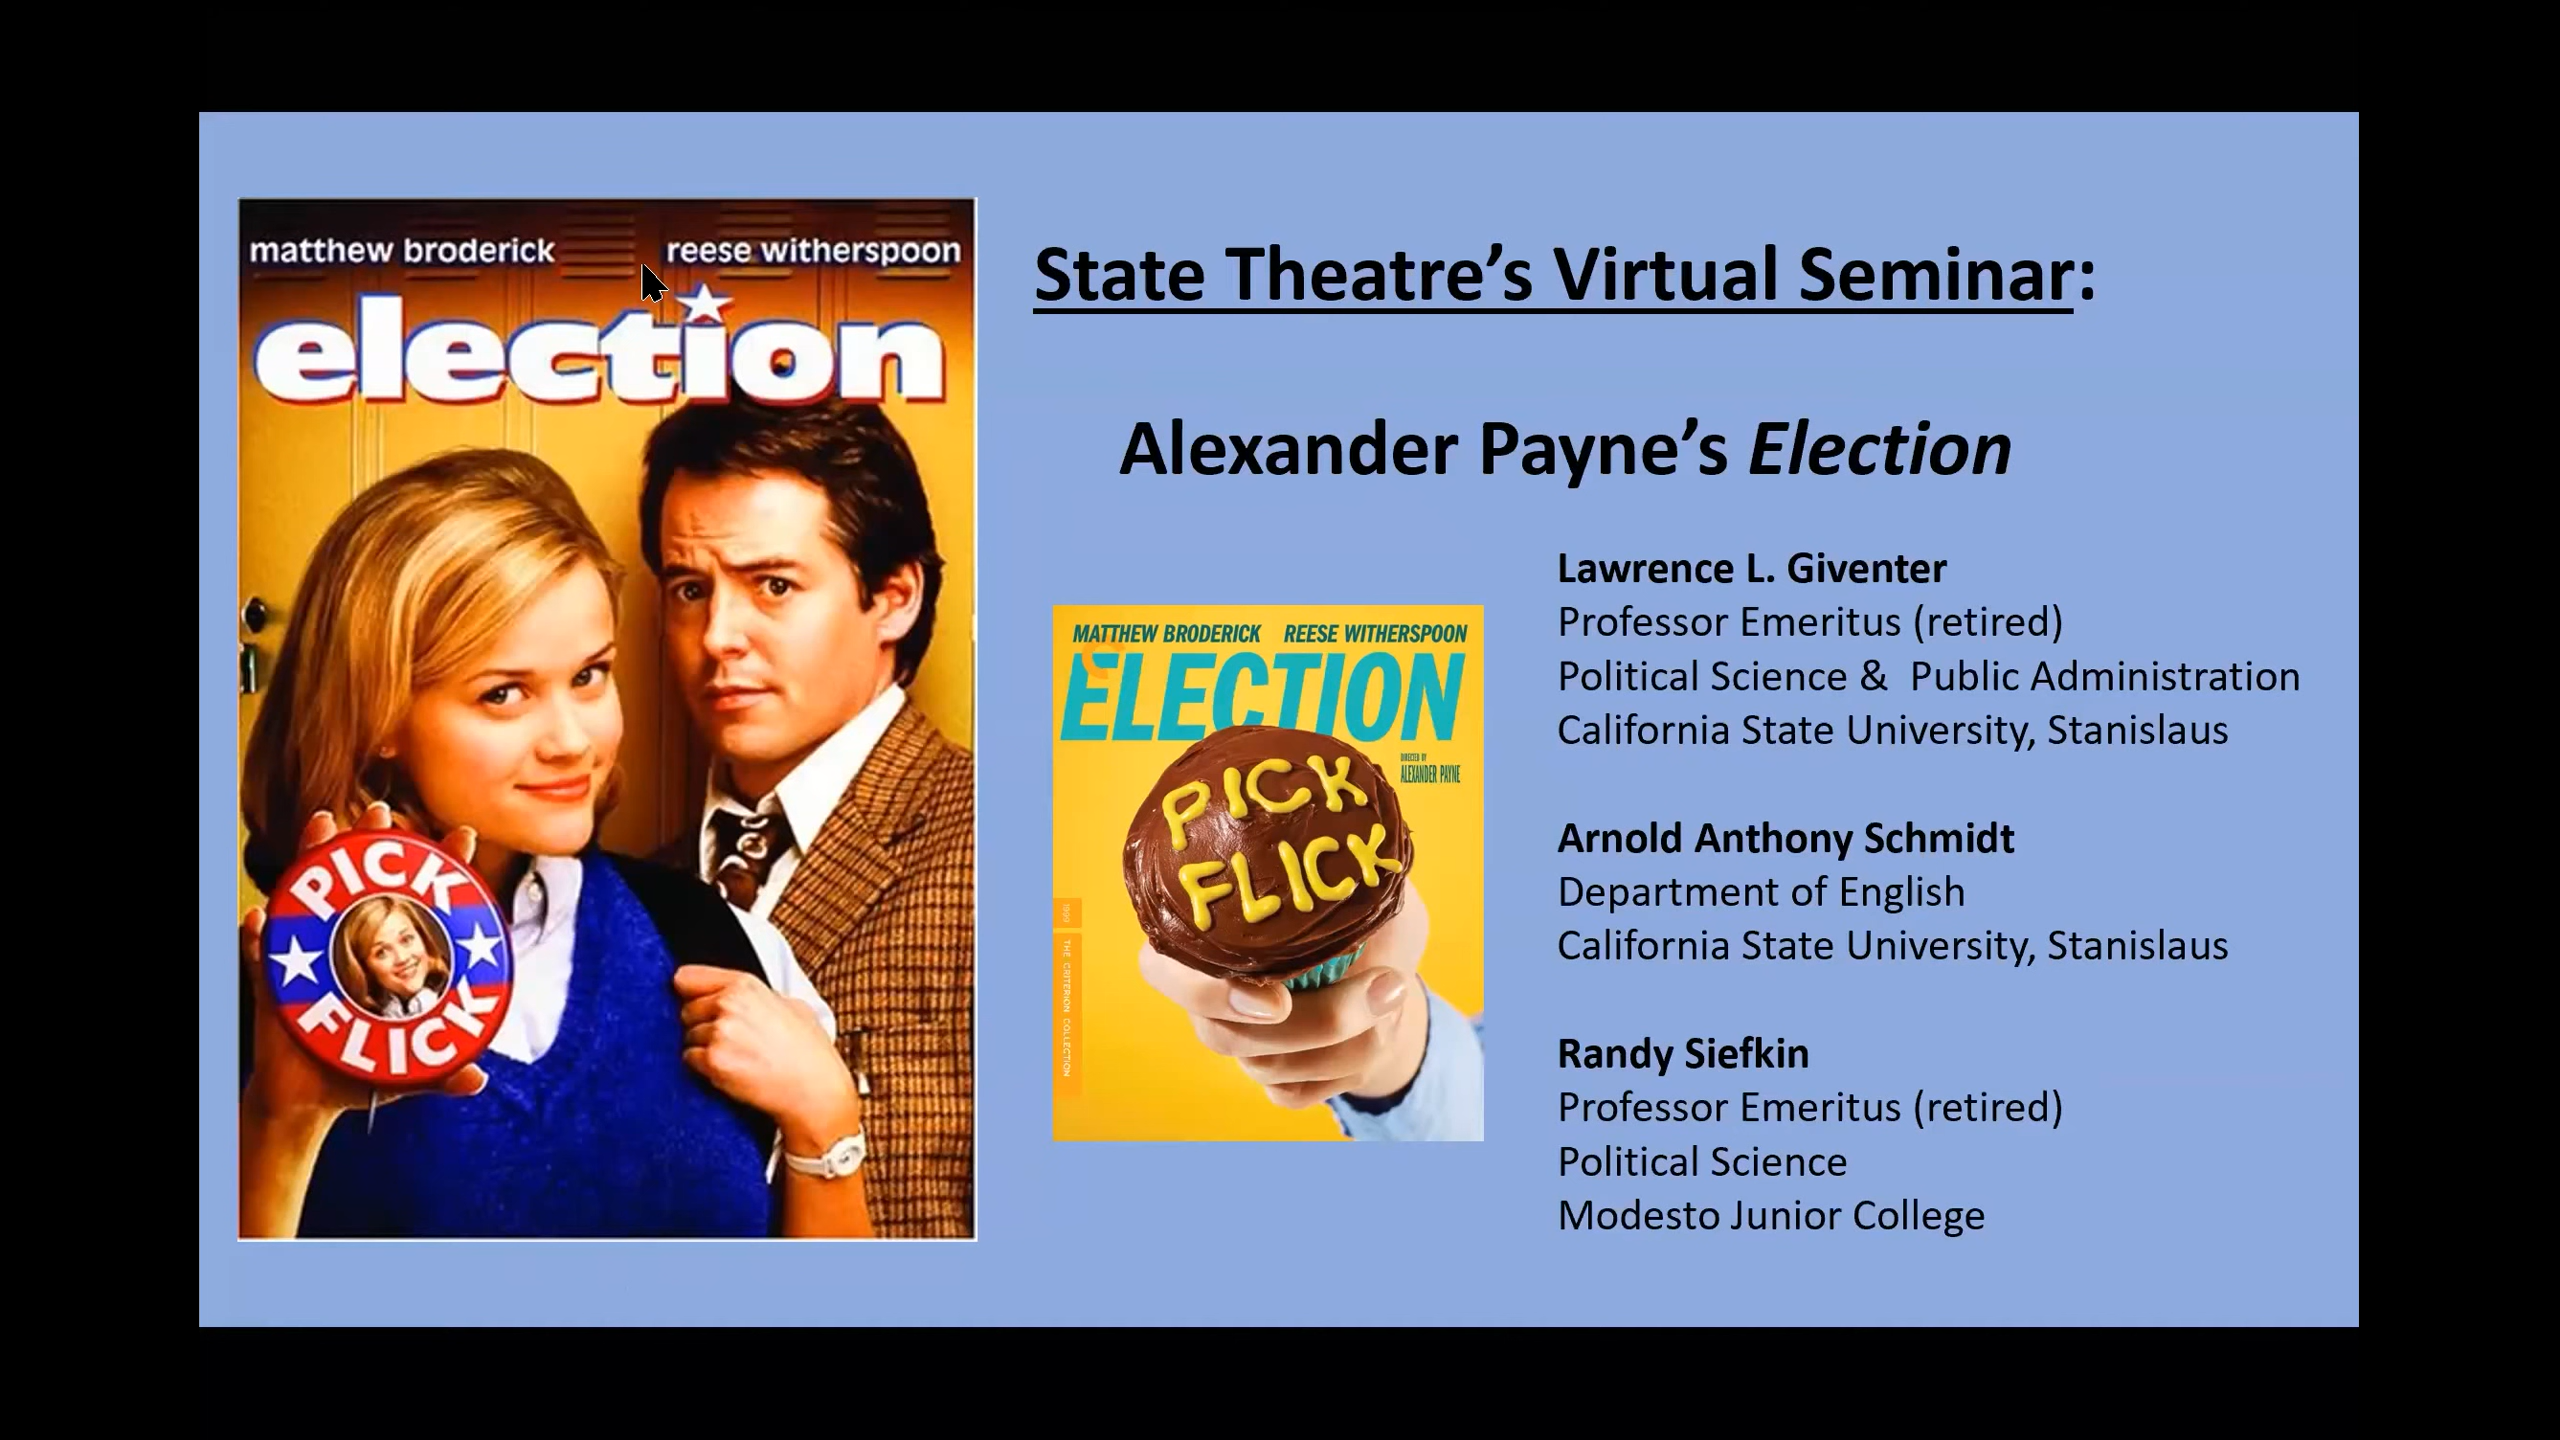 matthew broderick reese witherspoon
election
PICK
FLICK
State Theatre’s Virtual Seminar:
Alexander Payne’s Election
MATTHEW BRODERICK REESE WITHERSPOON
ELECTION
DIRECTED BY
ALEXANDER PAYNE
PICK
FLICK
1999 THE CRITERION COLLECTION
Lawrence L. Giventer
Professor Emeritus (retired)
Political Science &  Public Administration
California State University, Stanislaus
Arnold Anthony Schmidt
Department of English
California State University, Stanislaus
Randy Siefkin
Professor Emeritus (retired)
Political Science
Modesto Junior College